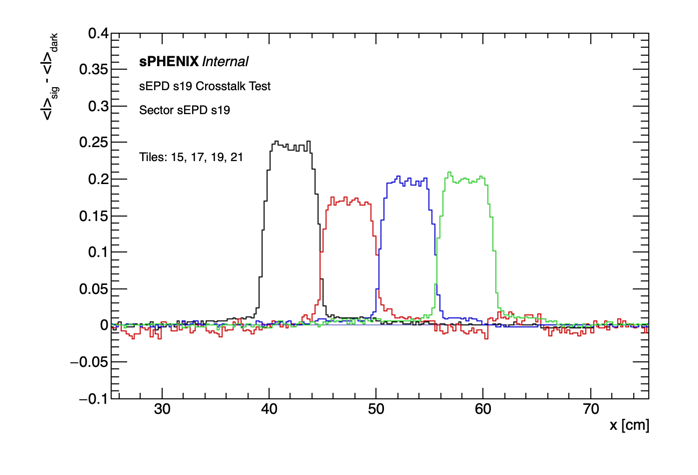 <I>sig - <I>dark
0.4
0.35
0.3
0.25
0.2
0.15
0.1
0.05
0
−0.05
−0.1
sPHENIX Internal
sEPD s19 Crosstalk Test
Sector sEPD s19
Tiles: 15, 17, 19, 21
30 40 50 60 70
x [cm]